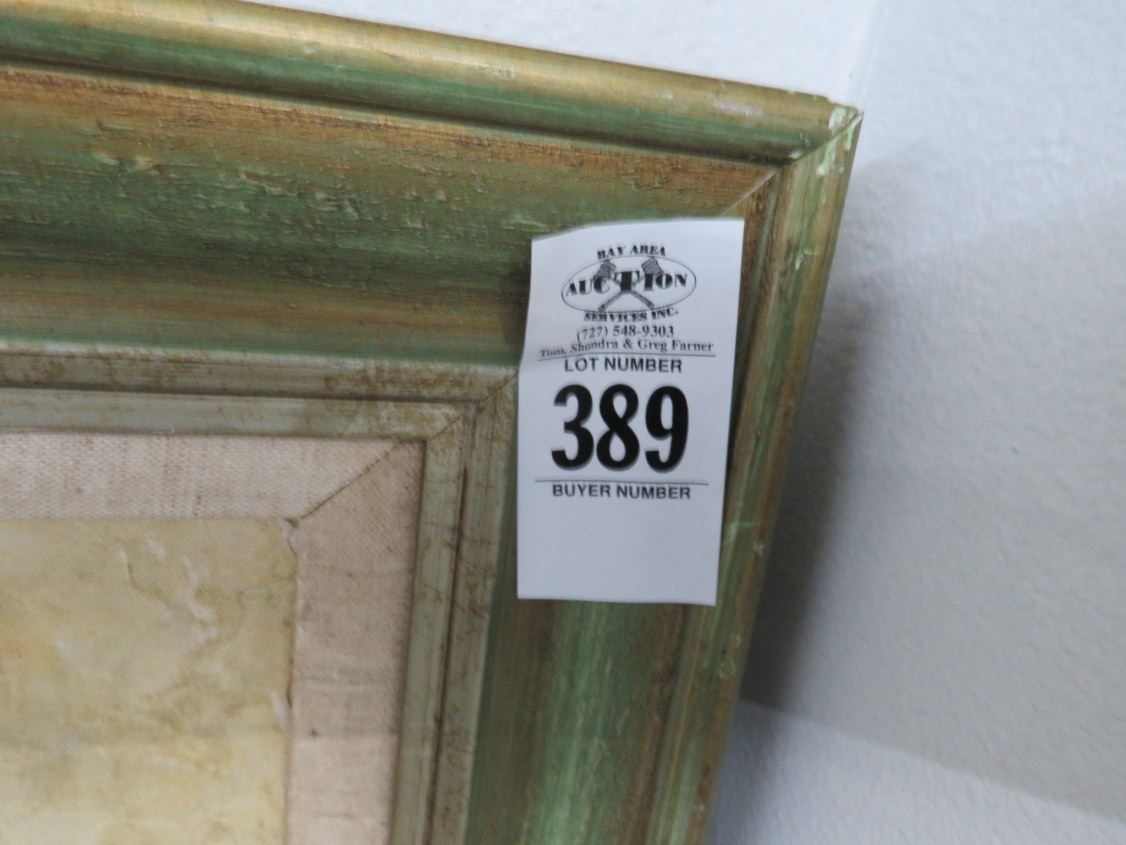 BAY AREA
AUCTION
SERVICES INC.
(727) 548-9303
Tom, Shondra & Greg Farner
LOT NUMBER
389
BUYER NUMBER